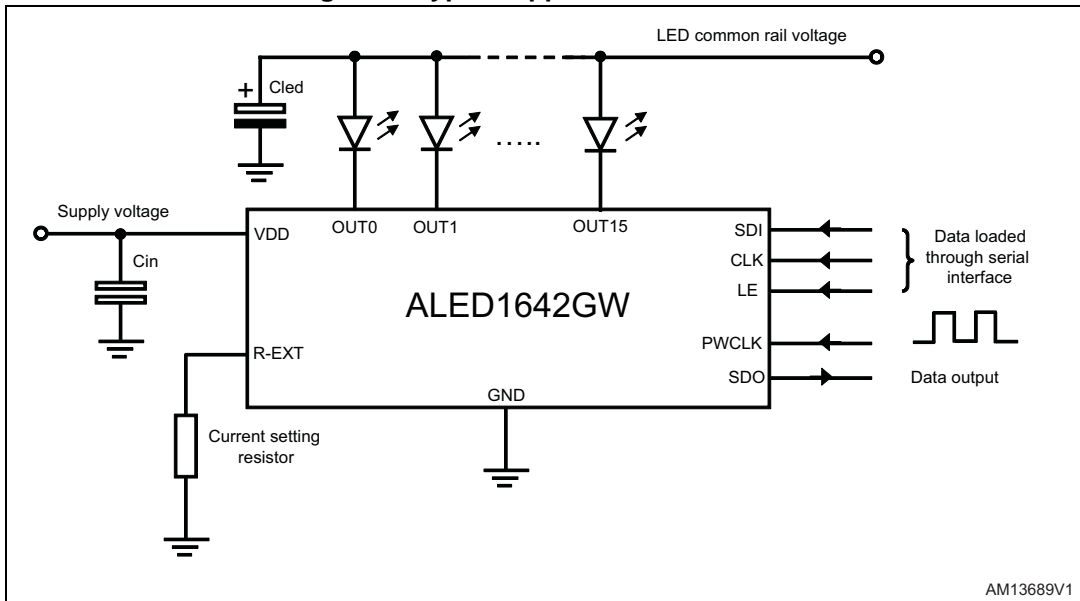 LED common rail voltage
+
Cled
.....
Supply voltage
Cin
VDD
OUT0
OUT1
OUT15
SDI
CLK
LE
Data loaded
through serial
interface
ALED1642GW
R-EXT
PWCLK
SDO
Data output
GND
Current setting
resistor
AM13689V1